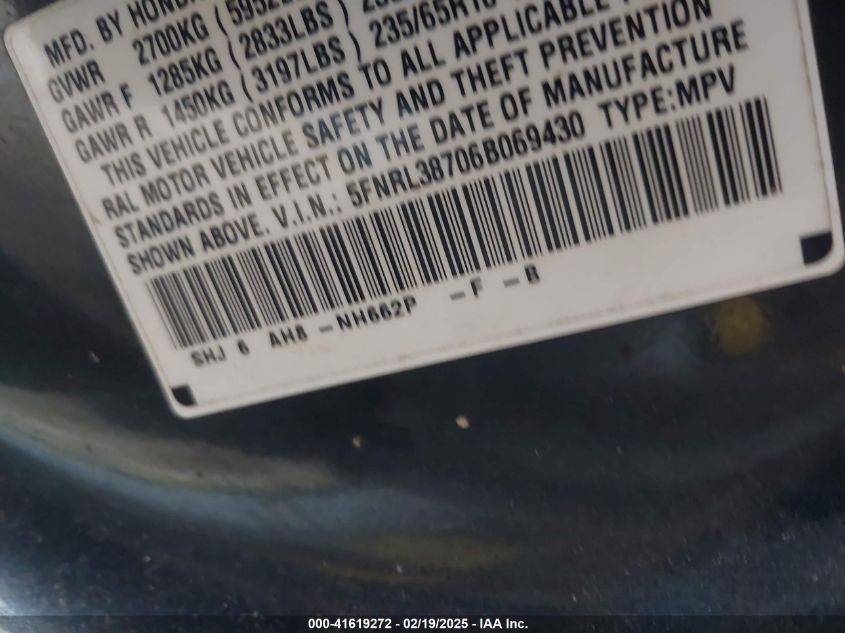 MFD. BY HONDA
GVWR 2700KG (5952LBS
GAWR F 1285KG (2833LBS) 235/65R16
GAWR R 1450KG (3197LBS)
THIS VEHICLE CONFORMS TO ALL APPLICABLE
RAL MOTOR VEHICLE SAFETY AND THEFT PREVENTION
STANDARDS IN EFFECT ON THE DATE OF MANUFACTURE
SHOWN ABOVE. V.I.N.: 5FNRL38706B069430 TYPE:MPV
SHJ 6 AH8 -NH662P -F -B
000-41619272 - 02/19/2025 - IAA Inc.